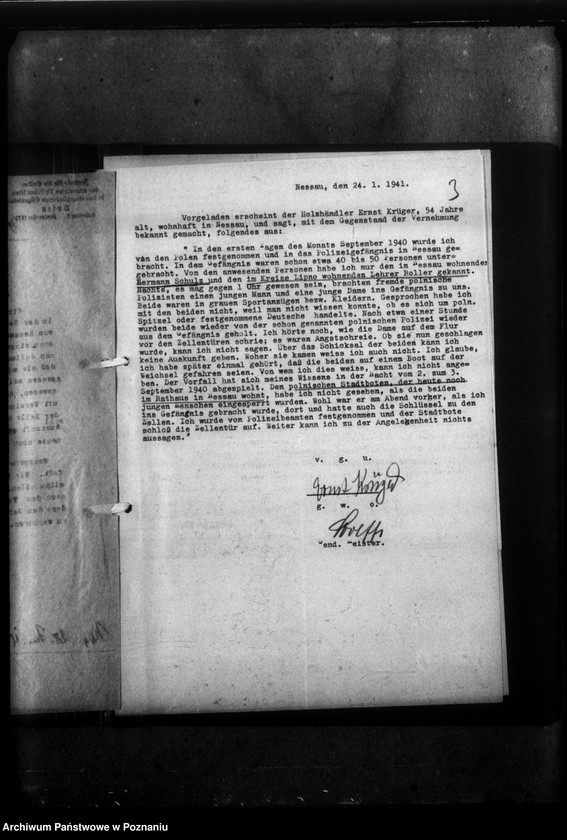 3
Nessau, den 24. 1. 1941.
Vorgeladen erscheint der Holzhändler Ernst Krüger, 54 Jahre
alt, wohnhaft in Nessau, und sagt, mit dem Gegenstand der Vernehmung
bekannt gemacht, folgendes aus:
" In den ersten Tagen des Monats September 1940 wurde ich
von den Polen festgenommen und in das Polizeigefängnis in Nessau ge=
bracht. In dem Gefängnis waren schon etwa 40 bis 50 Personen unter=
gebracht. Von den anwesenden Personen habe ich nur den in Nessau wohnenden
Hermann Schulz und den im Kreise Lipno wohnenden Lehrer Roller gekannt.
Nachts, es mag gegen 1 Uhr gewesen sein, brachten fremde polnische
Polizisten einen jungen Mann und eine junge Dame ins Gefängnis zu uns.
Beide waren in grauen Sportanzügen bezw. Kleidern. Gesprochen habe ich
mit den beiden nicht, weil man nicht wissen konnte, ob es sich um poln.
Spitzel oder festgenommene Deutsche handelte. Nach etwa einer Stunde
wurden beide wieder von der schon genannten polnischen Polizei wieder
aus dem Gefängnis geholt. Ich hörte noch, wie die Dame auf dem Flur
vor den Zellentüren schrie; es waren Angstschreie. Ob sie nun geschlagen
wurde, kann ich nicht sagen. Über das Schicksal der beiden kann ich
keine Auskunft geben. Woher sie kamen weiss ich auch nicht. Ich glaube,
ich habe später einmal gehört, daß die beiden auf einem Boot auf der
Weichsel gefahren seien. Von wem ich dies weiss, kann ich nicht ange=
ben. Der Vorfall hat sich meines Wissens in der Nacht vom 2. zum 3.
September 1940 abgespielt. Den polnischen Stadtboten, der heute noch
im Rathaus in Nessau wohnt, habe ich nicht gesehen, als die beiden
jungen Menschen eingesperrt wurden. Wohl war er am Abend vorher, als ich
ins Gefängnis gebracht wurde, dort und hatte auch die Schlüssel zu den
Zellen. Ich wurde von Polizeibeamten festgenommen und der Stadtbote
schloß die Zellentür auf. Weiter kann ich zu der Angelegenheit nichts
aussagen."
v. g. u.
Ernst Krüger
g. w. o.
Gend. Meister.
Archiwum Państwowe w Poznaniu